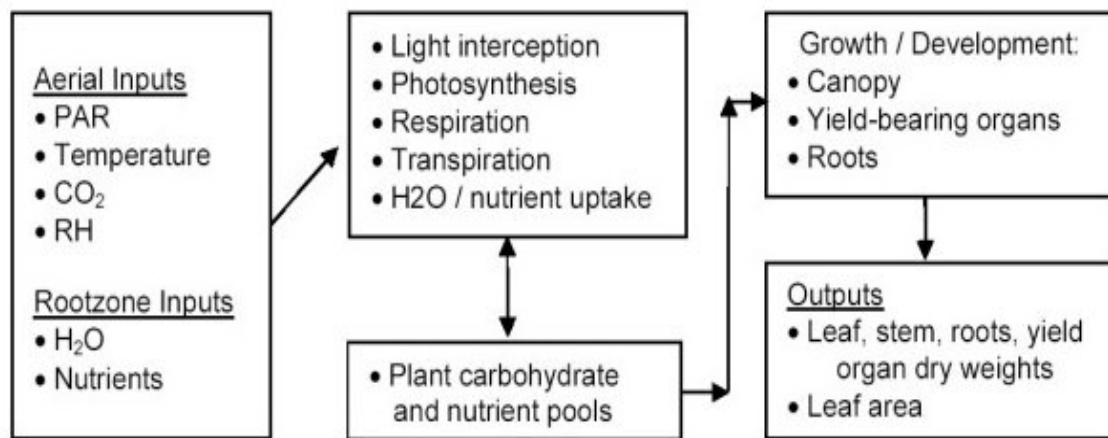 Aerial Inputs
• PAR
• Temperature
• CO₂
• RH
Rootzone Inputs
• H₂O
• Nutrients
• Light interception
• Photosynthesis
• Respiration
• Transpiration
• H2O / nutrient uptake
• Plant carbohydrate
and nutrient pools
Growth / Development:
• Canopy
• Yield-bearing organs
• Roots
Outputs
• Leaf, stem, roots, yield
organ dry weights
• Leaf area